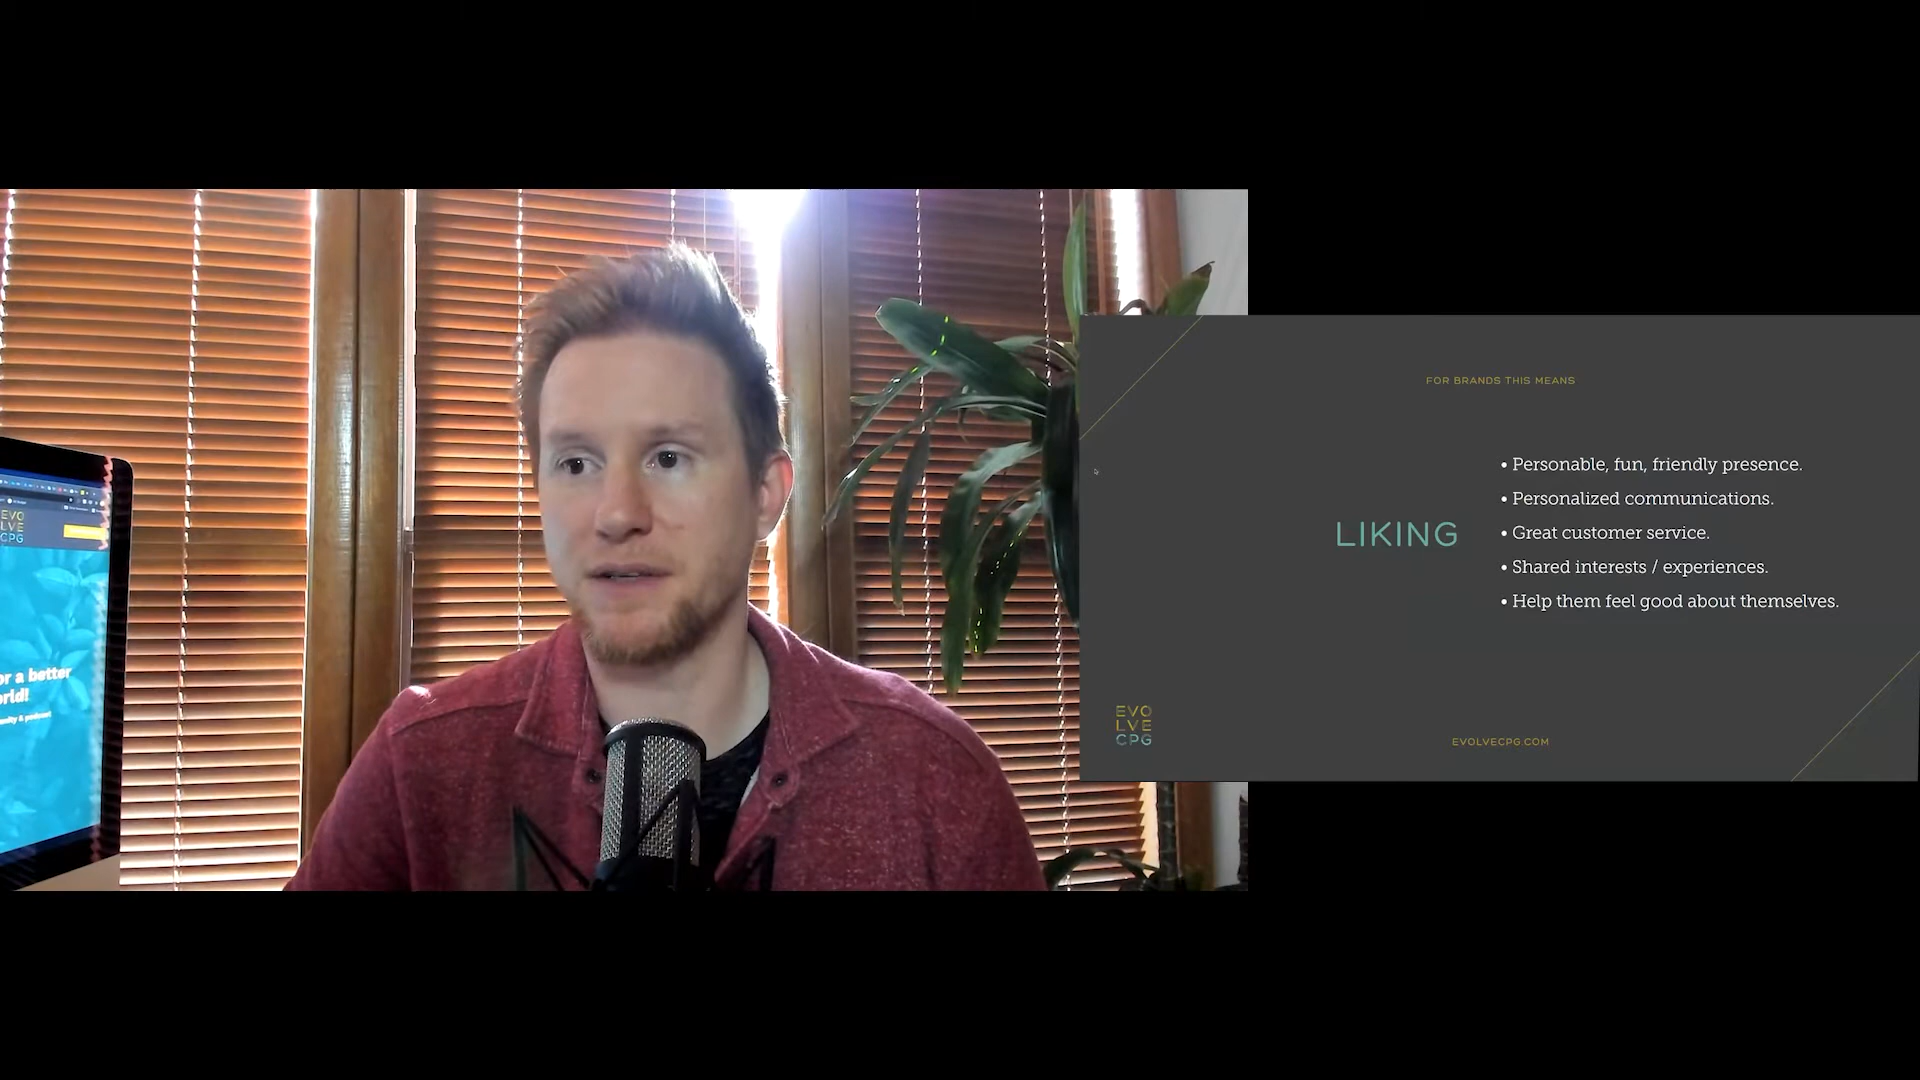 EVO
LVE
CPG
or a better
orld!
FOR BRANDS THIS MEANS
LIKING
• Personable, fun, friendly presence.
• Personalized communications.
• Great customer service.
• Shared interests / experiences.
• Help them feel good about themselves.
EVO
LVE
CPG
EVOLVECPG.COM